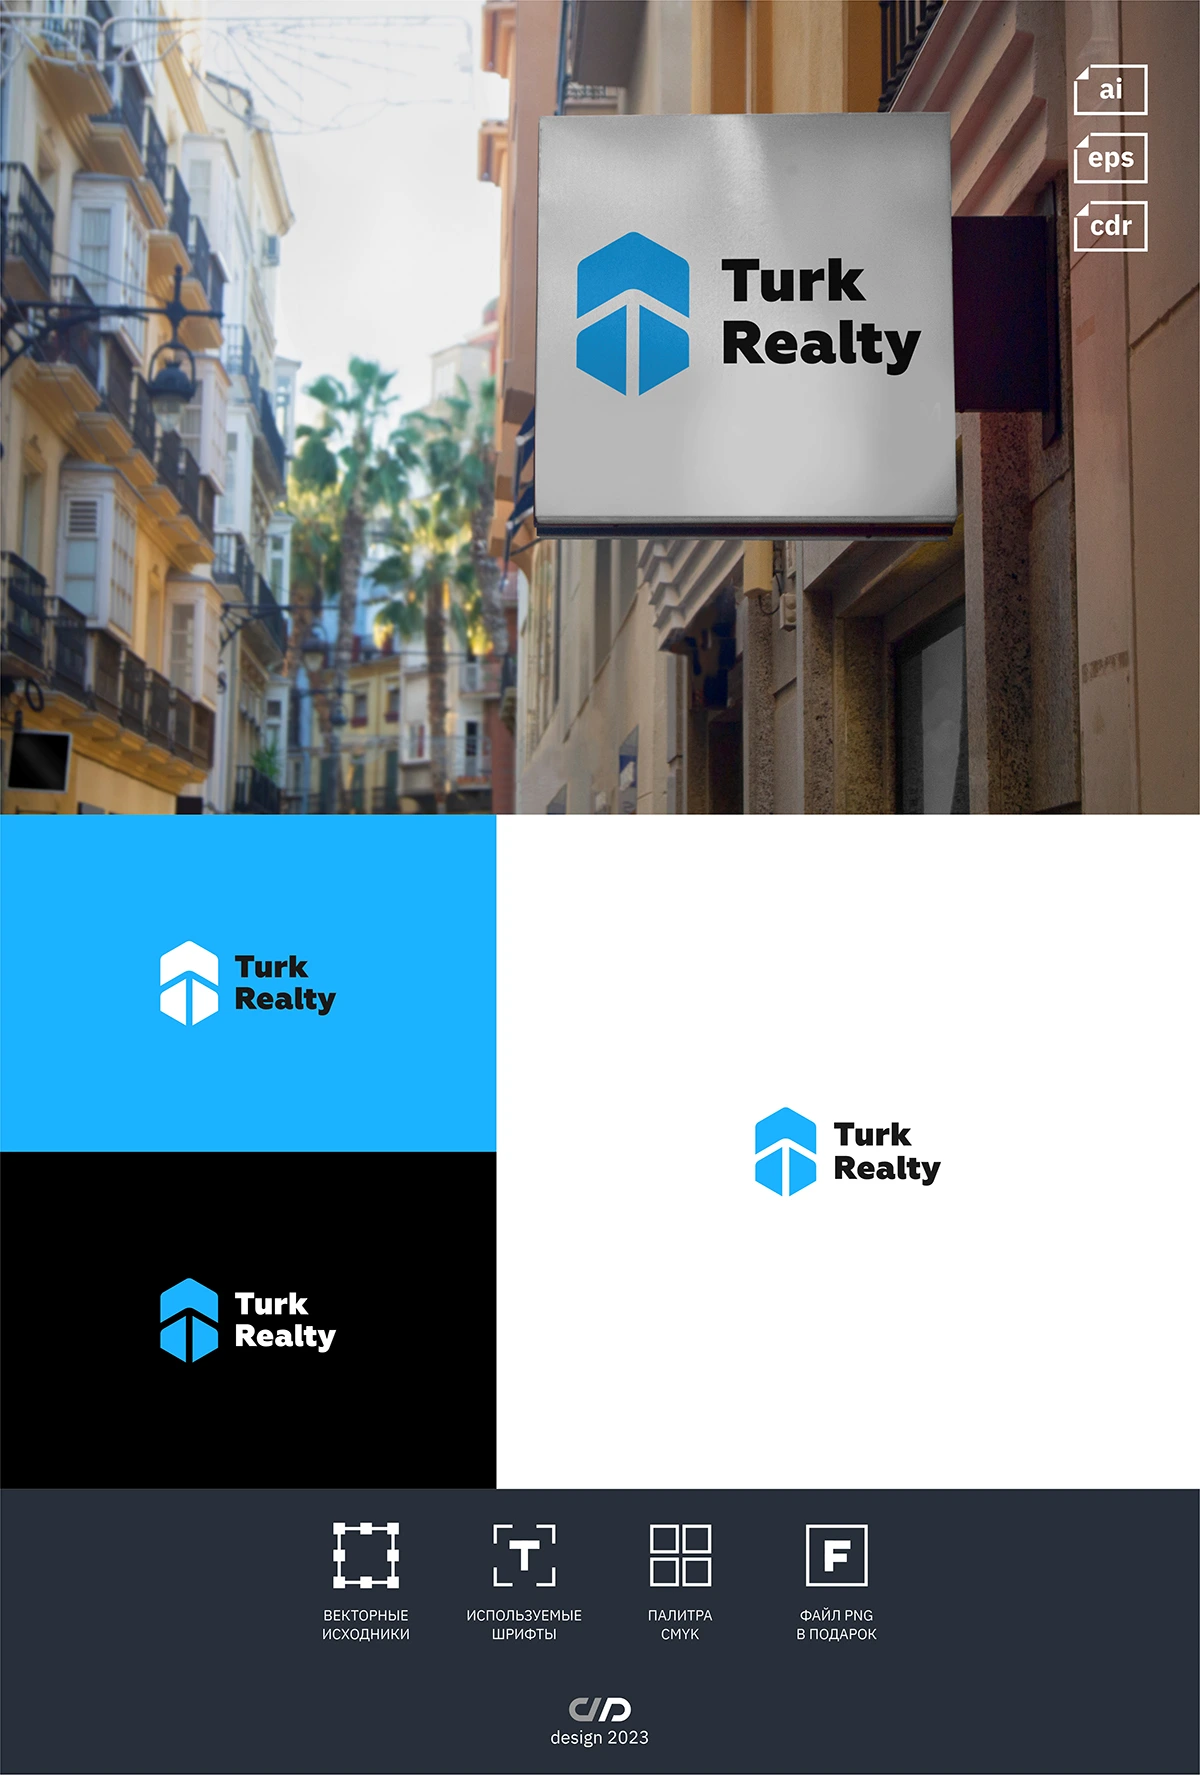 ai
eps
cdr
Turk
Realty
Turk
Realty
Turk
Realty
Turk
Realty
ВЕКТОРНЫЕ
ИСХОДНИКИ
ИСПОЛЬЗУЕМЫЕ
ШРИФТЫ
ПАЛИТРА
CMYK
ФАЙЛ PNG
В ПОДАРОК
design 2023